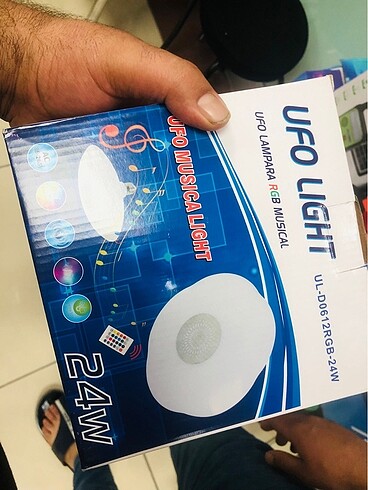 UFO LIGHT
UFO LAMPARA RGB MUSICAL
UL-D0612RGB-24W
UFO MUSICA LIGHT
24W